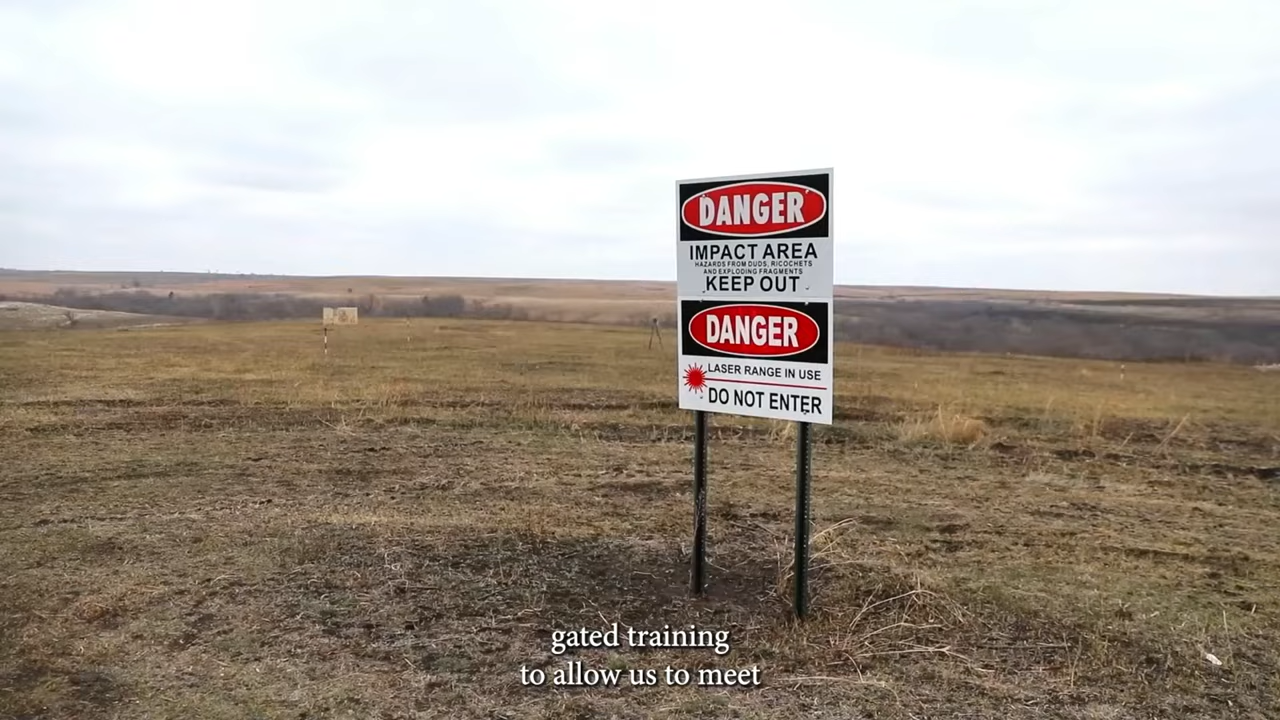 DANGER
IMPACT AREA
HAZARDS FROM DUDS, RICOCHETS
AND EXPLODING FRAGMENTS
KEEP OUT
DANGER
LASER RANGE IN USE
DO NOT ENTER
gated training
to allow us to meet